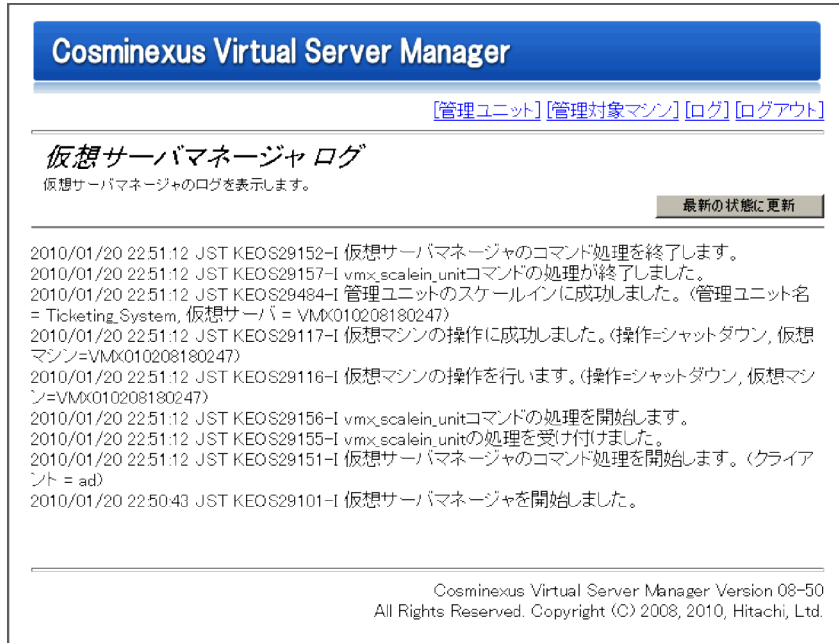 Cosminexus Virtual Server Manager
[管理ユニット] [管理対象マシン] [ログ] [ログアウト]
仮想サーバマネージャ ログ
仮想サーバマネージャのログを表示します。
最新の状態に更新
2010/01/20 22:51:12 JST KEOS29152-I 仮想サーバマネージャのコマンド処理を終了します。
2010/01/20 22:51:12 JST KEOS29157-I vmx_scalein_unitコマンドの処理が終了しました。
2010/01/20 22:51:12 JST KEOS29484-I 管理ユニットのスケールインに成功しました。（管理ユニット名
= Ticketing_System, 仮想サーバ = VMX010208180247）
2010/01/20 22:51:12 JST KEOS29117-I 仮想マシンの操作に成功しました。（操作=シャットダウン, 仮想
マシン=VMX010208180247）
2010/01/20 22:51:12 JST KEOS29116-I 仮想マシンの操作を行います。（操作=シャットダウン, 仮想マシ
ン=VMX010208180247）
2010/01/20 22:51:12 JST KEOS29156-I vmx_scalein_unitコマンドの処理を開始します。
2010/01/20 22:51:12 JST KEOS29155-I vmx_scalein_unitの処理を受け付けました。
2010/01/20 22:51:12 JST KEOS29151-I 仮想サーバマネージャのコマンド処理を開始します。（クライア
ント = ad）
2010/01/20 22:50:43 JST KEOS29101-I 仮想サーバマネージャを開始しました。
Cosminexus Virtual Server Manager Version 08-50
All Rights Reserved. Copyright (C) 2008, 2010, Hitachi, Ltd.